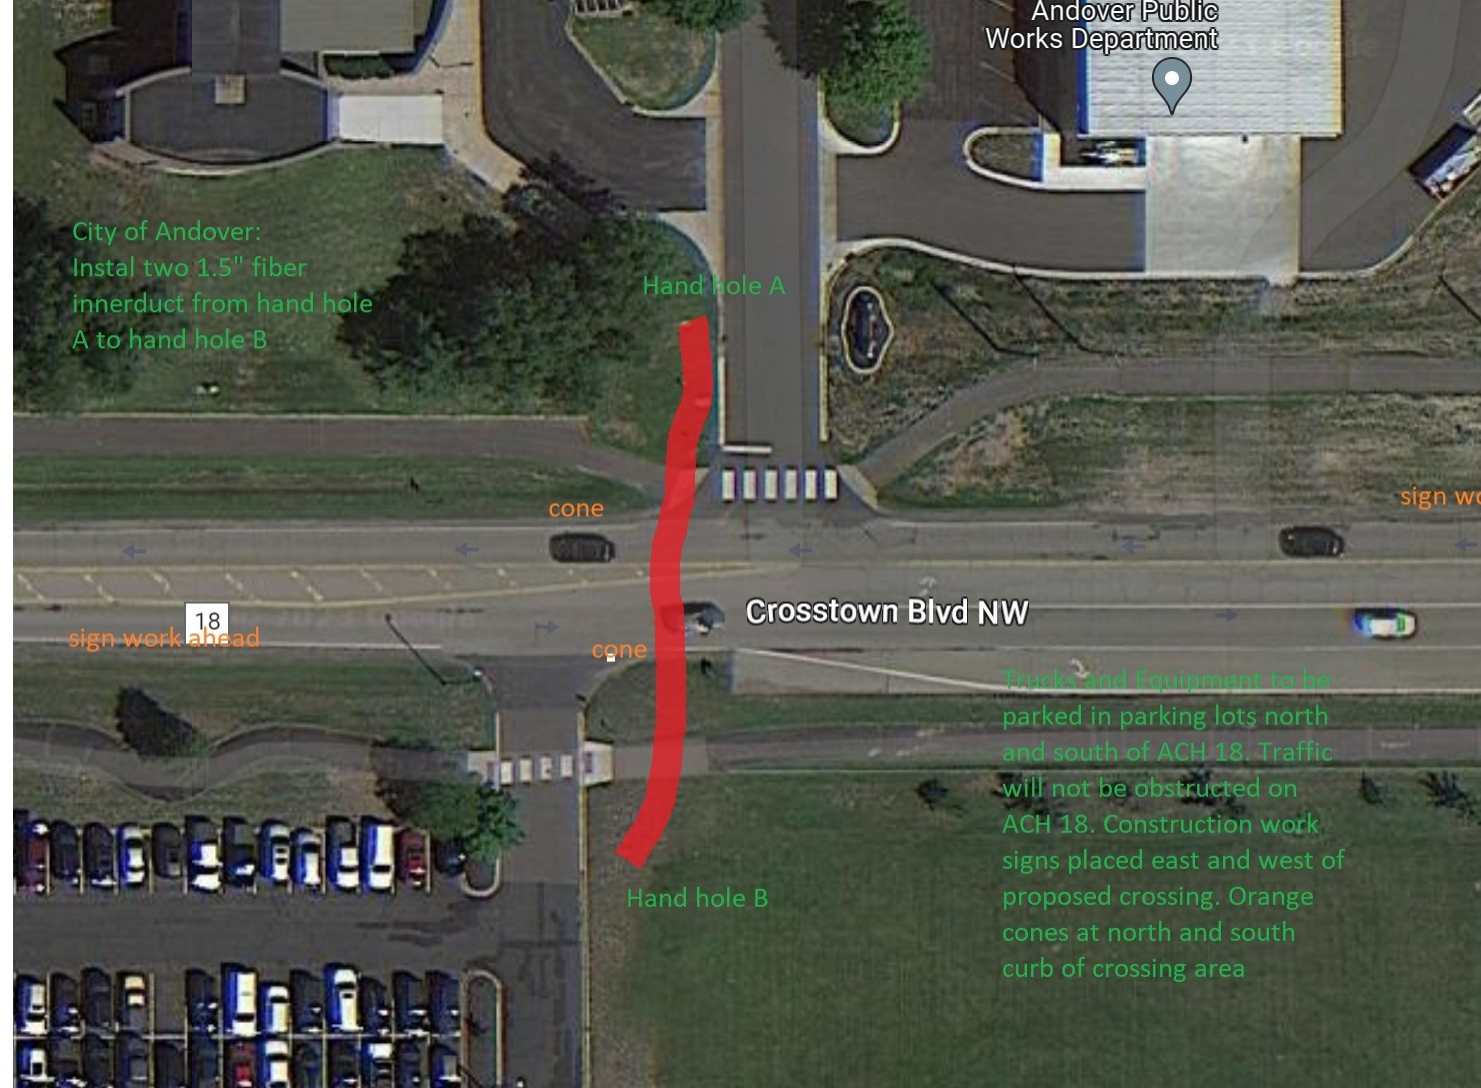 Andover Public
Works Department
City of Andover:
Instal two 1.5" fiber
innerduct from hand hole
A to hand hole B
Hand hole A
cone
sign wo
18
Crosstown Blvd NW
sign work ahead
cone
Trucks and Equipment to be
parked in parking lots north
and south of ACH 18. Traffic
will not be obstructed on
ACH 18. Construction work
signs placed east and west of
proposed crossing. Orange
cones at north and south
curb of crossing area
Hand hole B